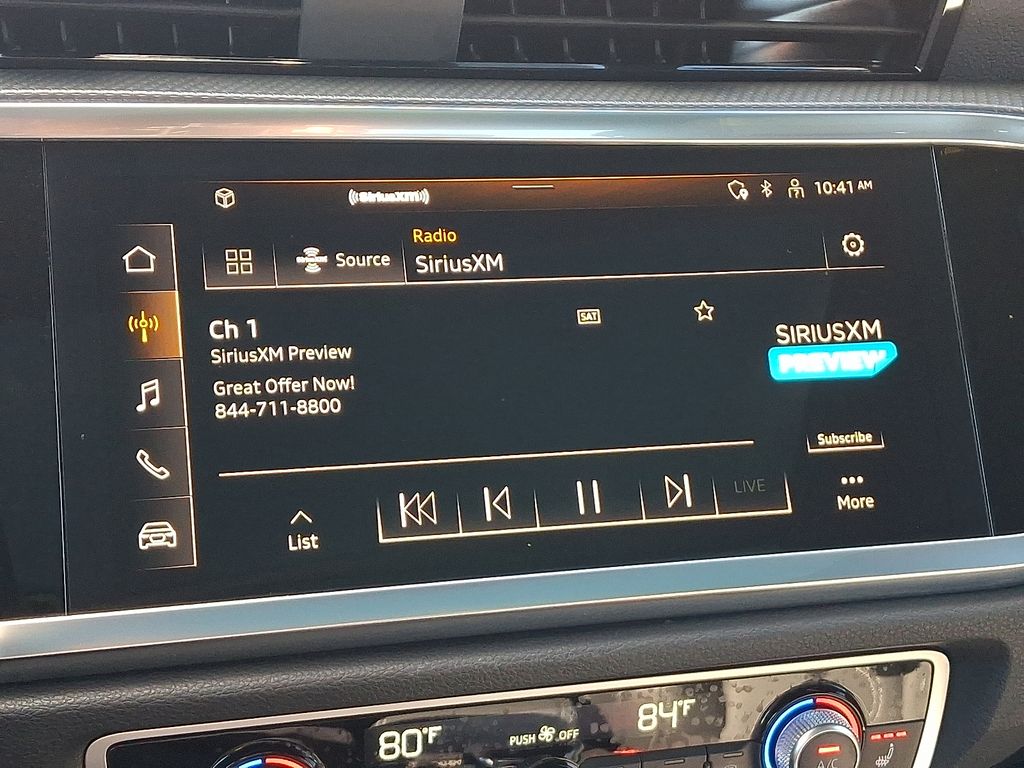 SiriusXM
10:41 AM
Radio
Source
SiriusXM
Ch 1
SAT
SIRIUSXM
PREVIEW
SiriusXM Preview
Great Offer Now!
844-711-8800
Subscribe
LIVE
More
List
80°F
PUSH OFF
84°F
A/C